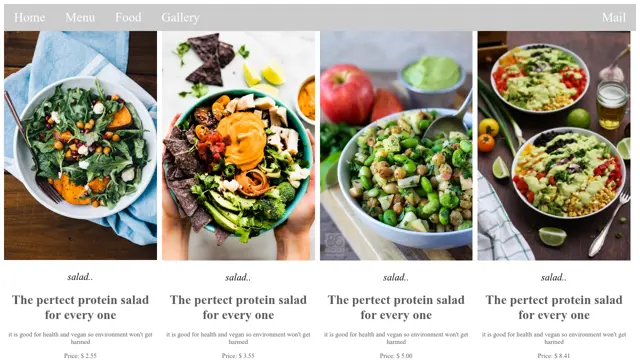 Home Menu Food Gallery Mail
salad.. salad.. salad.. salad..
The pertect protein salad The pertect protein salad The pertect protein salad The pertect protein salad
for every one for every one for every one for every one
it is good for health and vegan so environment won't get it is good for health and vegan so environment won't get it is good for health and vegan so environment won't get it is good for health and vegan so environment won't get
harmed harmed harmed harmed
Price: $ 2.55 Price: $ 3.55 Price: $ 5.00 Price: $ 8.41